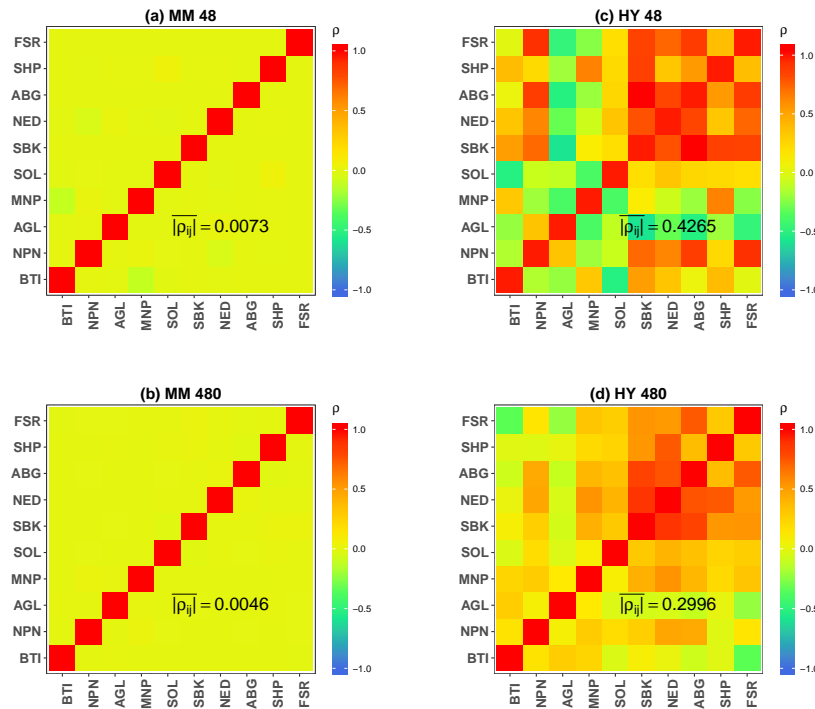 (a) MM 48
FSR
SHP
ABG
NED
SBK
SOL
MNP
AGL
NPN
BTI
|ρij| = 0.0073
BTI NPN AGL MNP SOL SBK NED ABG SHP FSR
ρ
1.0
0.5
0.0
−0.5
−1.0
(c) HY 48
FSR
SHP
ABG
NED
SBK
SOL
MNP
AGL
NPN
BTI
|ρij| = 0.4265
BTI NPN AGL MNP SOL SBK NED ABG SHP FSR
ρ
1.0
0.5
0.0
−0.5
−1.0
(b) MM 480
FSR
SHP
ABG
NED
SBK
SOL
MNP
AGL
NPN
BTI
|ρij| = 0.0046
BTI NPN AGL MNP SOL SBK NED ABG SHP FSR
ρ
1.0
0.5
0.0
−0.5
−1.0
(d) HY 480
FSR
SHP
ABG
NED
SBK
SOL
MNP
AGL
NPN
BTI
|ρij| = 0.2996
BTI NPN AGL MNP SOL SBK NED ABG SHP FSR
ρ
1.0
0.5
0.0
−0.5
−1.0